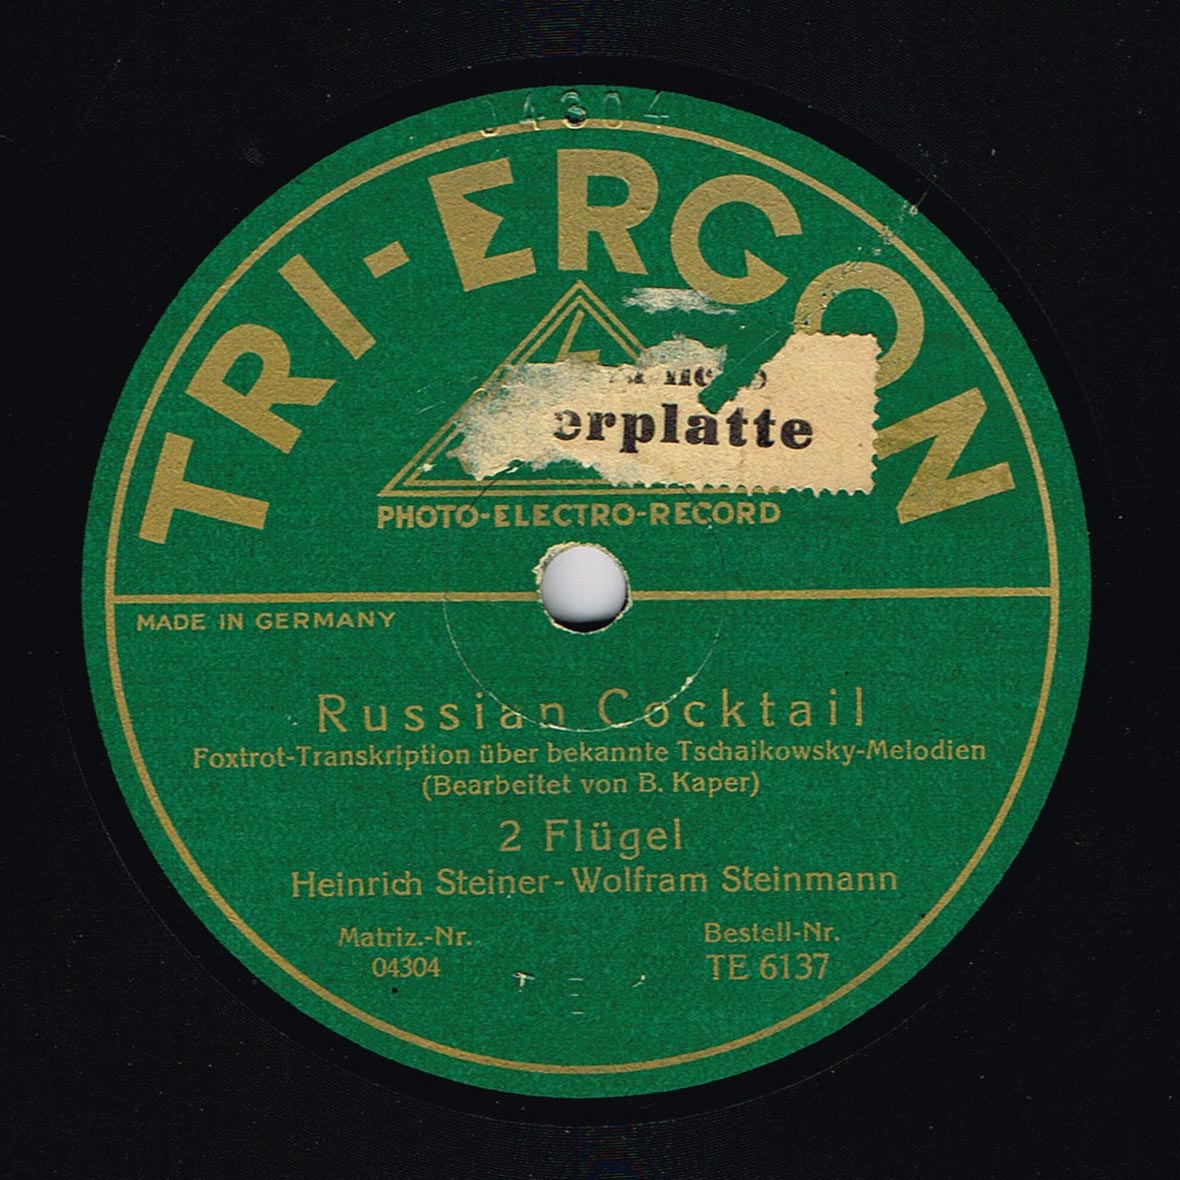 04304
TRI-ERGON
erplatte
PHOTO-ELECTRO-RECORD
MADE IN GERMANY
Russian Cocktail
Foxtrot-Transkription über bekannte Tschaikowsky-Melodien
(Bearbeitet von B. Kaper)
2 Flügel
Heinrich Steiner-Wolfram Steinmann
Matriz.-Nr. Bestell-Nr.
04304 TE 6137